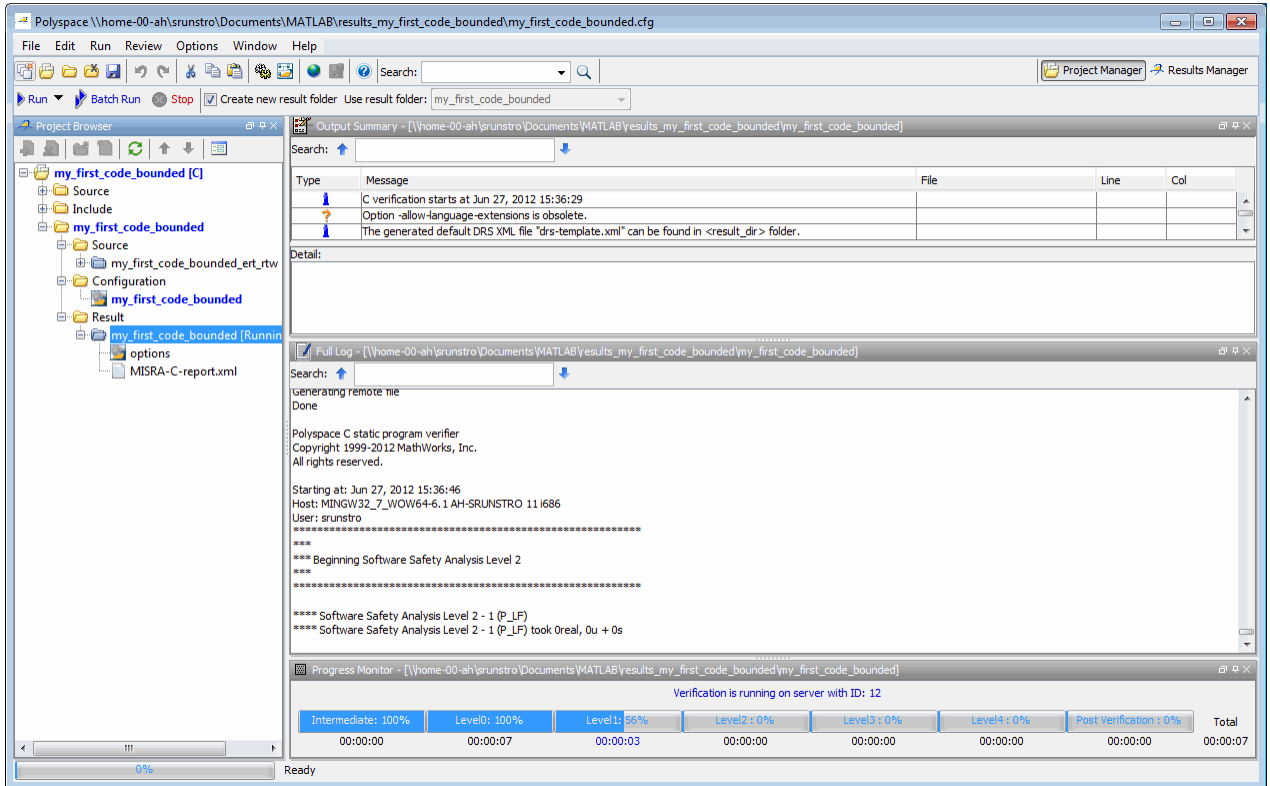 Polyspace \\home-00-ah\srunstro\Documents\MATLAB\results_my_first_code_bounded\my_first_code_bounded.cfg
File Edit Run Review Options Window Help
Search:
Project Manager Results Manager
Run Batch Run Stop Create new result folder Use result folder: my_first_code_bounded
Project Browser
my_first_code_bounded [C]
Source
Include
my_first_code_bounded
Source
my_first_code_bounded_ert_rtw
Configuration
my_first_code_bounded
Result
my_first_code_bounded [Runnin
options
MISRA-C-report.xml
Output Summary - [\\home-00-ah\srunstro\Documents\MATLAB\results_my_first_code_bounded\my_first_code_bounded]
Search:
Type Message File Line Col
C verification starts at Jun 27, 2012 15:36:29
Option -allow-language-extensions is obsolete.
The generated default DRS XML file "drs-template.xml" can be found in <result_dir> folder.
Detail:
Full Log - [\\home-00-ah\srunstro\Documents\MATLAB\results_my_first_code_bounded\my_first_code_bounded]
Search:
Generating remote file
Done
Polyspace C static program verifier
Copyright 1999-2012 MathWorks, Inc.
All rights reserved.
Starting at: Jun 27, 2012 15:36:46
Host: MINGW32_7_WOW64-6.1 AH-SRUNSTRO 11 i686
User: srunstro
**********************************************************
***
*** Beginning Software Safety Analysis Level 2
***
**********************************************************
**** Software Safety Analysis Level 2 - 1 (P_LF)
**** Software Safety Analysis Level 2 - 1 (P_LF) took 0real, 0u + 0s
Progress Monitor - [\\home-00-ah\srunstro\Documents\MATLAB\results_my_first_code_bounded\my_first_code_bounded]
Verification is running on server with ID: 12
Intermediate: 100% Level0: 100% Level1: 56% Level2 : 0% Level3 : 0% Level4 : 0% Post Verification : 0% Total
00:00:00 00:00:07 00:00:03 00:00:00 00:00:00 00:00:00 00:00:00 00:00:07
0% Ready